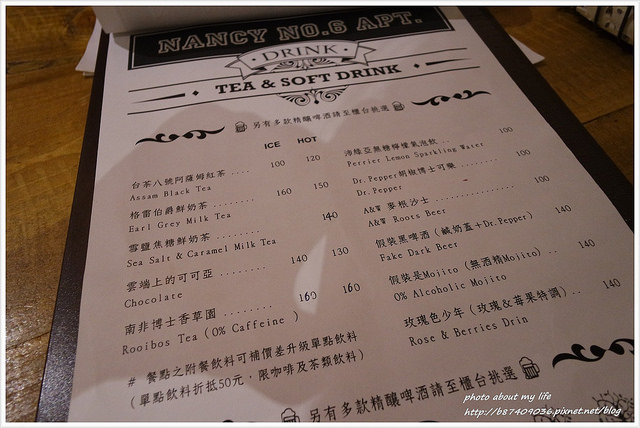 NANCY NO.6 APT.
· DRINK ·
TEA & SOFT DRINK
另有多款精釀啤酒請至櫃台挑選
ICE HOT
台茶八號阿薩姆紅茶 .... 100 120
Assam Black Tea
格雷伯爵鮮奶茶 ........ 160 150
Earl Grey Milk Tea
雪鹽焦糖鮮奶茶 ........ 140
Sea Salt & Caramel Milk Tea
雲端上的可可亞 ........ 140 130
Chocolate
南非博士香草園 ........ 160 160
Rooibos Tea (0% Caffeine )
# 餐點之附餐飲料可補價差升級單點飲料
(單點飲料折抵50元，限咖啡及茶類飲料)
沛綠亞無糖檸檬氣泡飲 .. 100
Perrier Lemon Sparkling Water
Dr. Pepper胡椒博士可樂 ........ 100
Dr. Pepper
A&W 麥根沙士 .............. 100
A&W Roots Beer
假裝黑啤酒 (鹹奶蓋+Dr.Pepper) 140
Fake Dark Beer
假裝是Mojito (無酒精Mojito) .. 140
0% Alcoholic Mojito
玫瑰色少年 (玫瑰&莓果特調) .. 140
Rose & Berries Drin
另有多款精釀啤酒請至櫃台挑選
photo about my life
http://b87409036.pixnet.net/blog